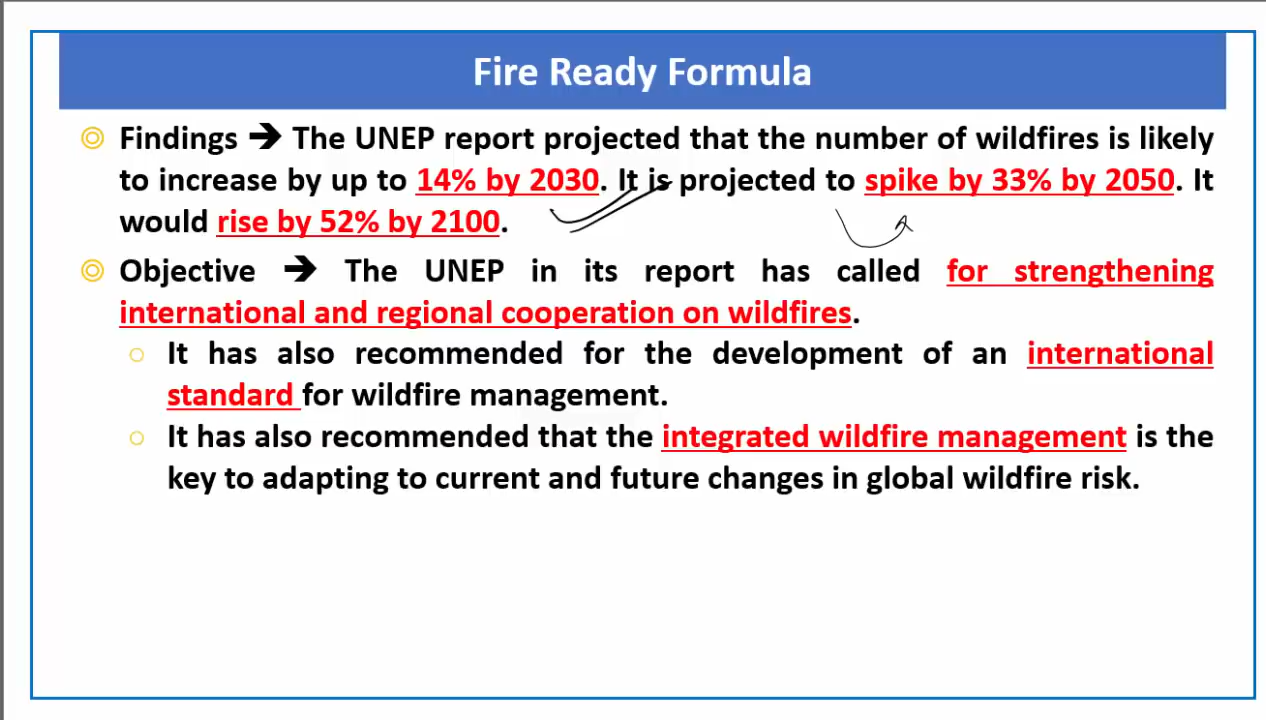 Fire Ready Formula
Findings ➔ The UNEP report projected that the number of wildfires is likely
to increase by up to 14% by 2030. It is projected to spike by 33% by 2050. It
would rise by 52% by 2100.
Objective ➔ The UNEP in its report has called for strengthening
international and regional cooperation on wildfires.
It has also recommended for the development of an international
standard for wildfire management.
It has also recommended that the integrated wildfire management is the
key to adapting to current and future changes in global wildfire risk.